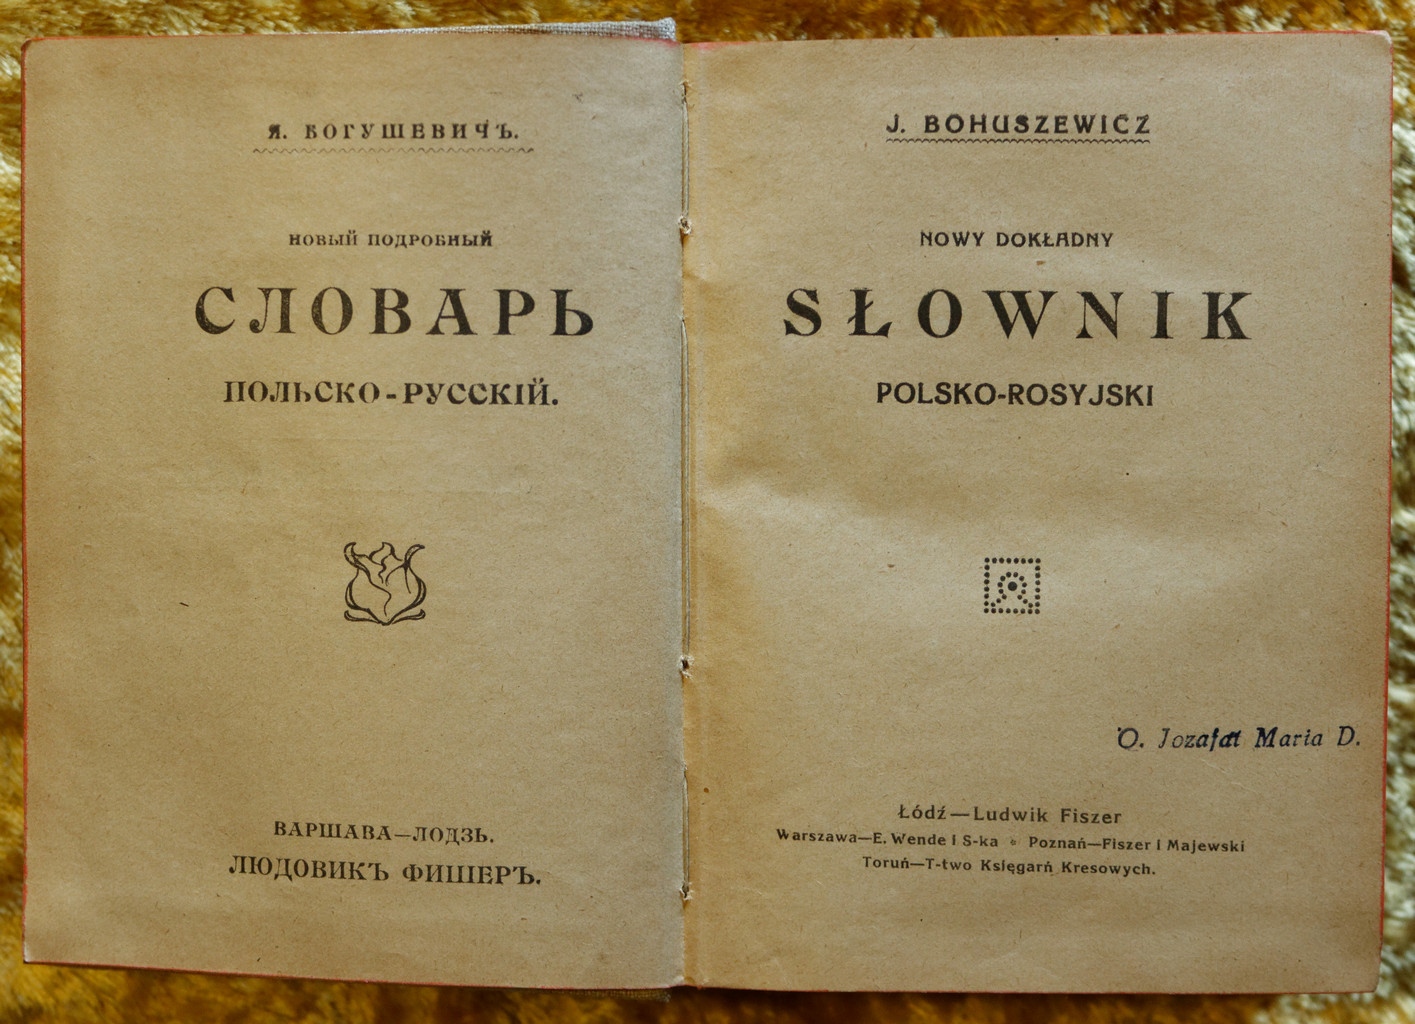 Я. БОГУШЕВИЧЪ.
НОВЫЙ ПОДРОБНЫЙ
СЛОВАРЬ
ПОЛЬСКО-РУССКІЙ.
ВАРШАВА—ЛОДЗЬ.
ЛЮДОВИКЪ ФИШЕРЪ.
J. BOHUSZEWICZ
NOWY DOKŁADNY
SŁOWNIK
POLSKO-ROSYJSKI
O. Jozafat Maria D.
Łódź—Ludwik Fiszer
Warszawa—E. Wende i S-ka * Poznań—Fiszer i Majewski
Toruń—T-two Księgarń Kresowych.